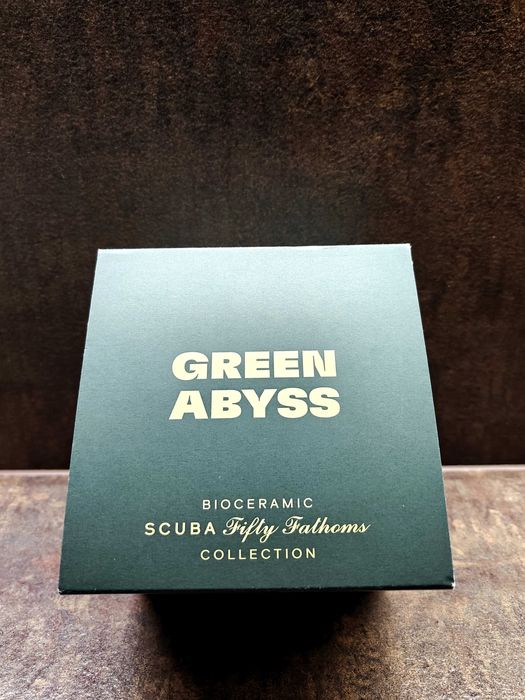 GREEN
ABYSS
BIOCERAMIC
SCUBA Fifty Fathoms
COLLECTION